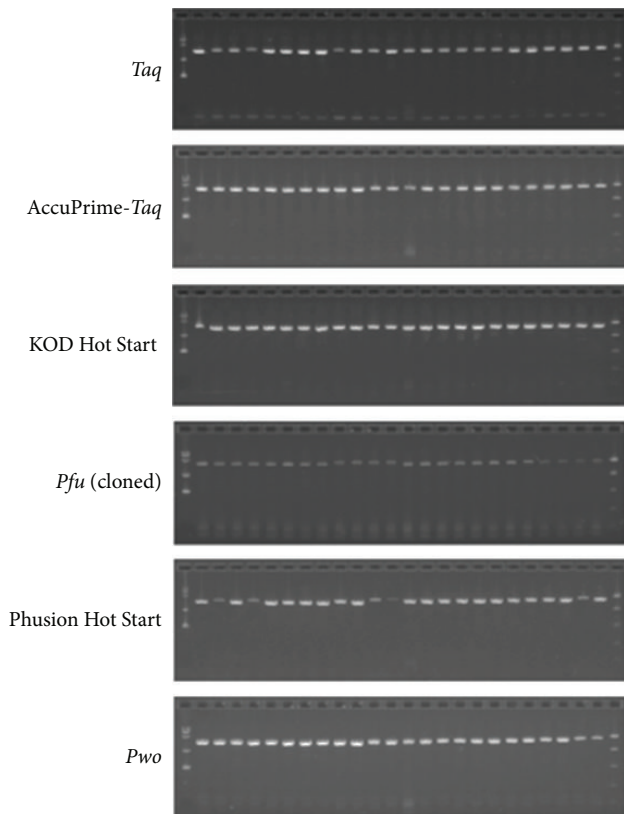 Taq
AccuPrime-Taq
KOD Hot Start
Pfu (cloned)
Phusion Hot Start
Pwo